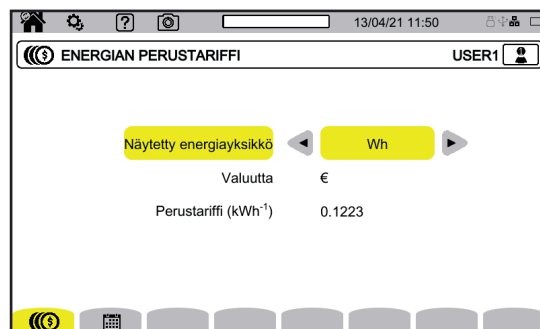 13/04/21 11:50
ENERGIAN PERUSTARIFFI USER1
Näytetty energiayksikkö Wh
Valuutta €
Perustariffi (kWh⁻¹) 0.1223